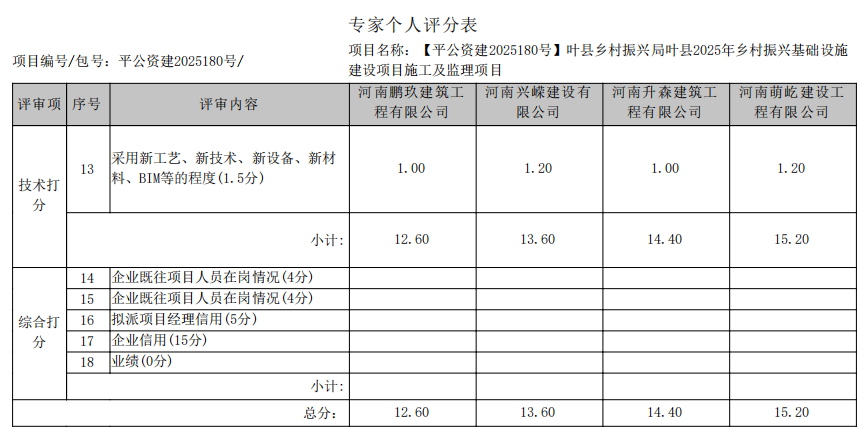 专家个人评分表
项目编号/包号: 平公资建2025180号/
项目名称: 【平公资建2025180号】叶县乡村振兴局叶县2025年乡村振兴基础设施
建设项目施工及监理项目
评审项 序号 评审内容 河南鹏玖建筑工程有限公司 河南兴嵘建设有限公司 河南升森建筑工程有限公司 河南萌屹建设工程有限公司
技术打分
13 采用新工艺、新技术、新设备、新材料、BIM等的程度(1.5分) 1.00 1.20 1.00 1.20
小计: 12.60 13.60 14.40 15.20
综合打分
14 企业既往项目人员在岗情况(4分)
15 企业既往项目人员在岗情况(4分)
16 拟派项目经理信用(5分)
17 企业信用(15分)
18 业绩(0分)
小计:
总分: 12.60 13.60 14.40 15.20